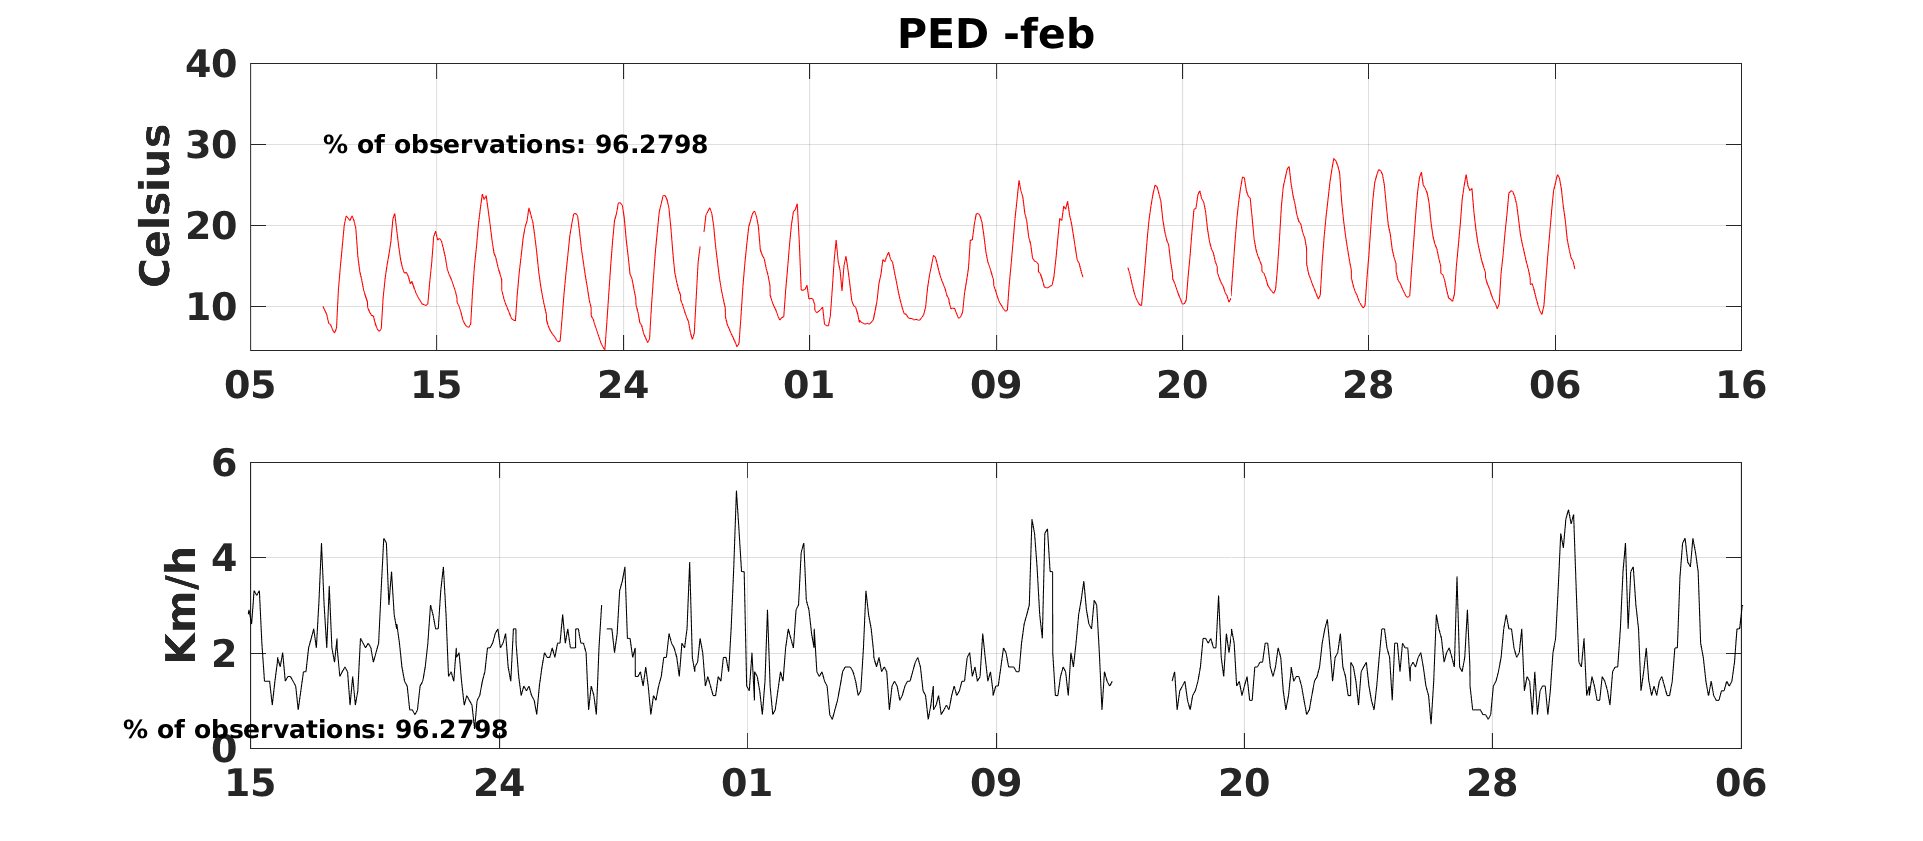 PED -feb
40
30
20
10
Celsius
% of observations: 96.2798
05 15 24 01 09 20 28 06 16
6
4
2
0
Km/h
% of observations: 96.2798
15 24 01 09 20 28 06